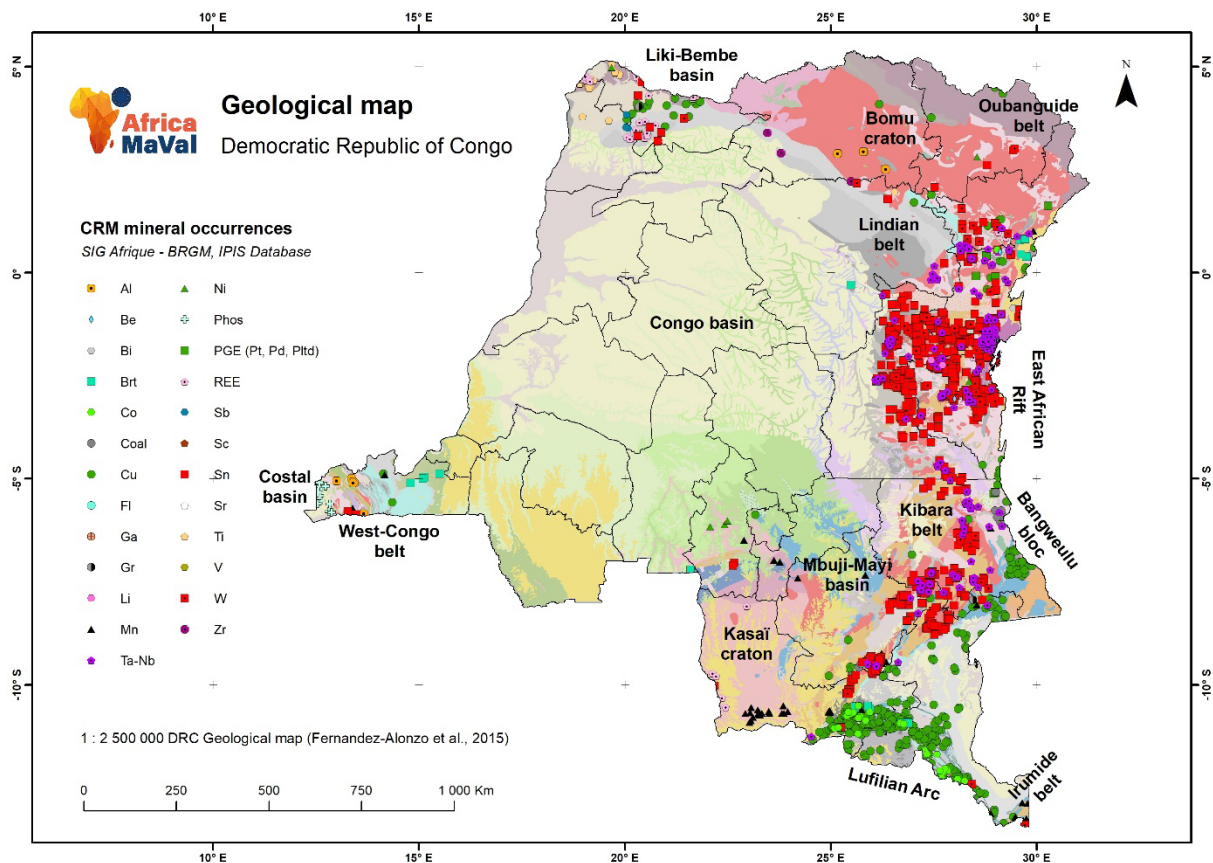 10° E 15° E 20° E 25° E 30° E
5° N
5° N
0°
0°
5° S
5° S
10° S
10° S
10° E 15° E 20° E 25° E 30° E
Africa
MaVal
Geological map
Democratic Republic of Congo
CRM mineral occurrences
SIG Afrique - BRGM, IPIS Database
Al
Be
Bi
Brt
Co
Coal
Cu
Fl
Ga
Gr
Li
Mn
Ta-Nb
Ni
Phos
PGE (Pt, Pd, Pltd)
REE
Sb
Sc
Sn
Sr
Ti
V
W
Zr
1 : 2 500 000 DRC Geological map (Fernandez-Alonzo et al., 2015)
0 250 500 750 1 000 Km
N
Liki-Bembe
basin
Bomu
craton
Oubanguide
belt
Lindian
belt
Congo basin
East African
Rift
Costal
basin
West-Congo
belt
Kibara
belt
Bangweulu
bloc
Mbuji-Mayi
basin
Kasaï
craton
Lufilian Arc
Irumide
belt